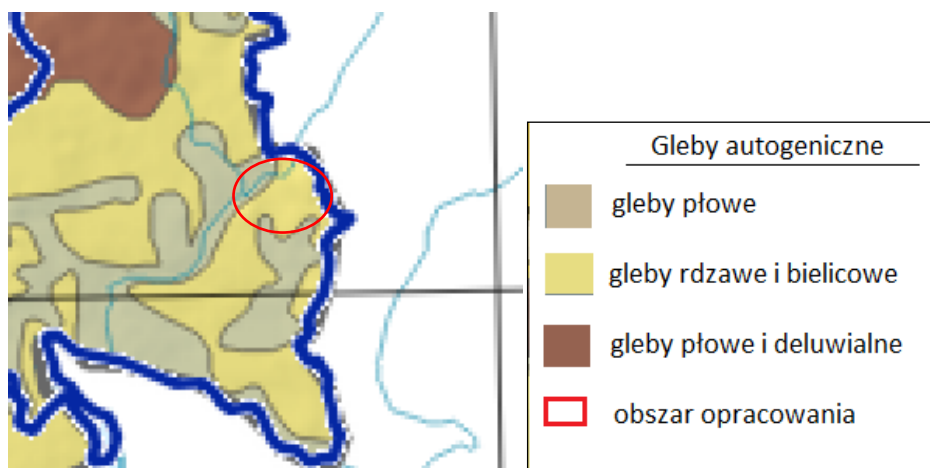 Gleby autogeniczne
gleby płowe
gleby rdzawe i bielicowe
gleby płowe i deluwialne
obszar opracowania